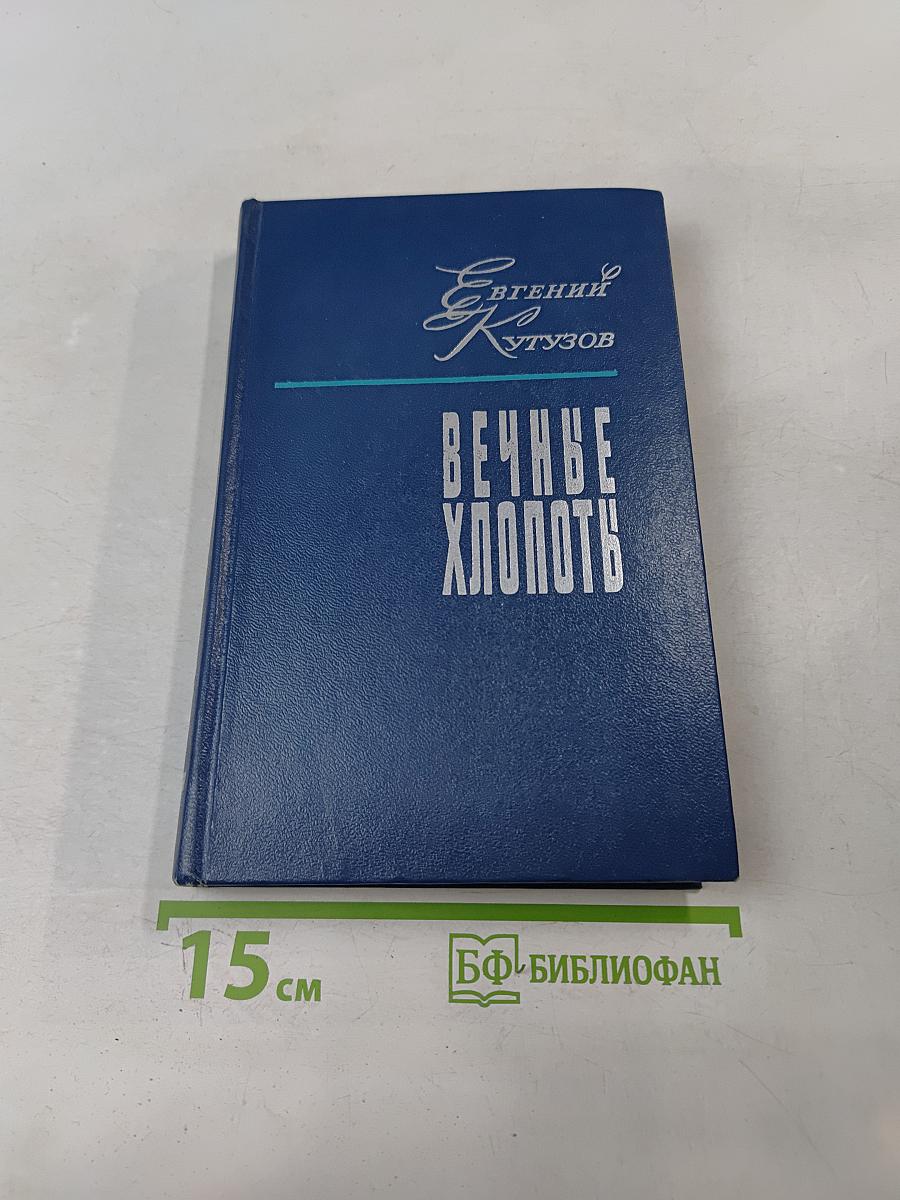 Евгений
Кутузов
ВЕЧНЫЕ
ХЛОПОТЫ
15 см
БФ БИБЛИОФАН